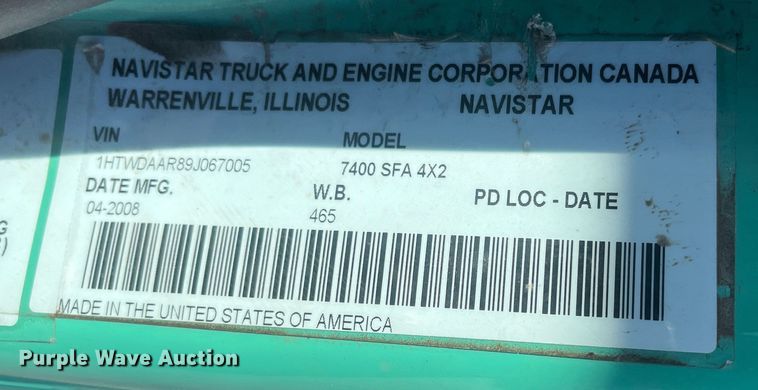 NAVISTAR TRUCK AND ENGINE CORPORATION CANADA
WARRENVILLE, ILLINOIS NAVISTAR
VIN MODEL
1HTWDAAR89J067005 7400 SFA 4X2
DATE MFG. W.B. PD LOC - DATE
04-2008 465
MADE IN THE UNITED STATES OF AMERICA
G
)
Purple Wave Auction